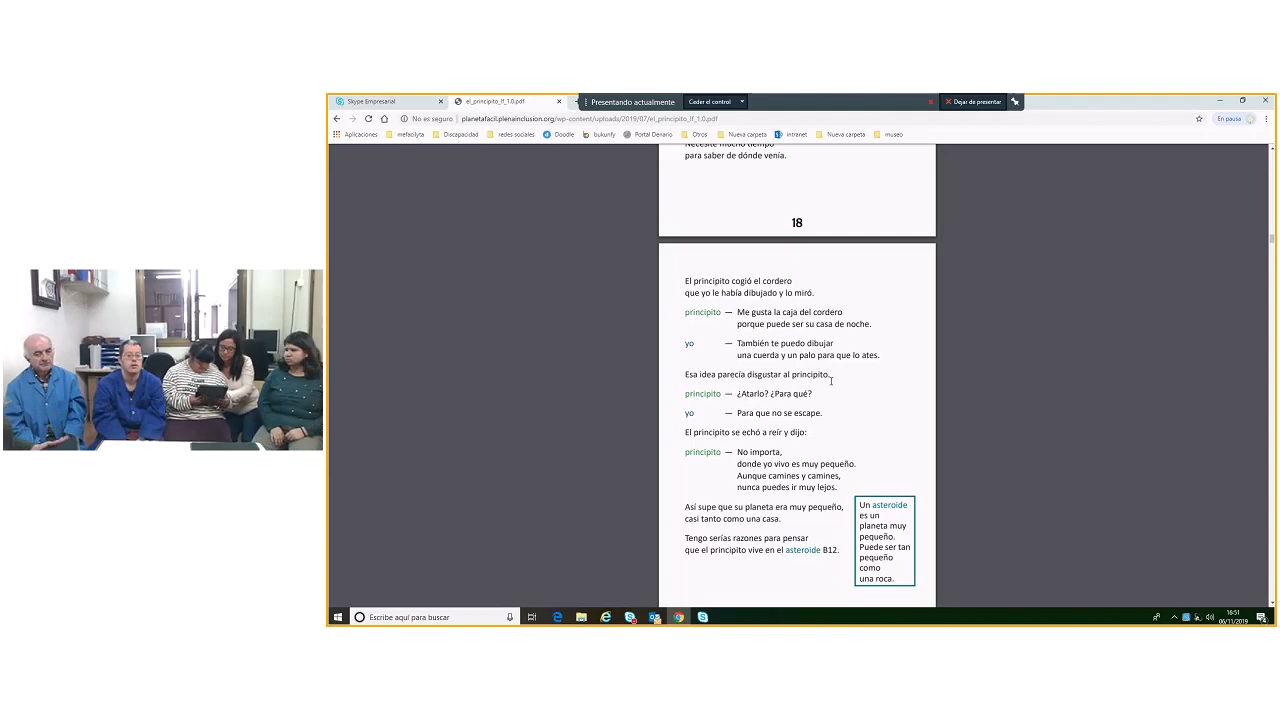 Skype Empresarial
el_principito_lf_1.0.pdf
Presentando actualmente
Ceder el control
Dejar de presentar
No es seguro
planetafacil.plenainclusion.org/wp-content/uploads/2019/07/el_principito_lf_1.0.pdf
En pausa
Aplicaciones
mefacilyta
Discapacidad
redes sociales
Doodle
bukunfy
Portal Denario
Otros
Nueva carpeta
intranet
Nueva carpeta
museo
Necesité mucho tiempo
para saber de dónde venía.
18
El principito cogió el cordero
que yo le había dibujado y lo miró.
principito — Me gusta la caja del cordero
porque puede ser su casa de noche.
yo — También te puedo dibujar
una cuerda y un palo para que lo ates.
Esa idea parecía disgustar al principito.
principito — ¿Atarlo? ¿Para qué?
yo — Para que no se escape.
El principito se echó a reír y dijo:
principito — No importa,
donde yo vivo es muy pequeño.
Aunque camines y camines,
nunca puedes ir muy lejos.
Así supe que su planeta era muy pequeño,
casi tanto como una casa.
Tengo serias razones para pensar
que el principito vive en el asteroide B12.
Un asteroide
es un
planeta muy
pequeño.
Puede ser tan
pequeño
como
una roca.
Escribe aquí para buscar
16:51
06/11/2019